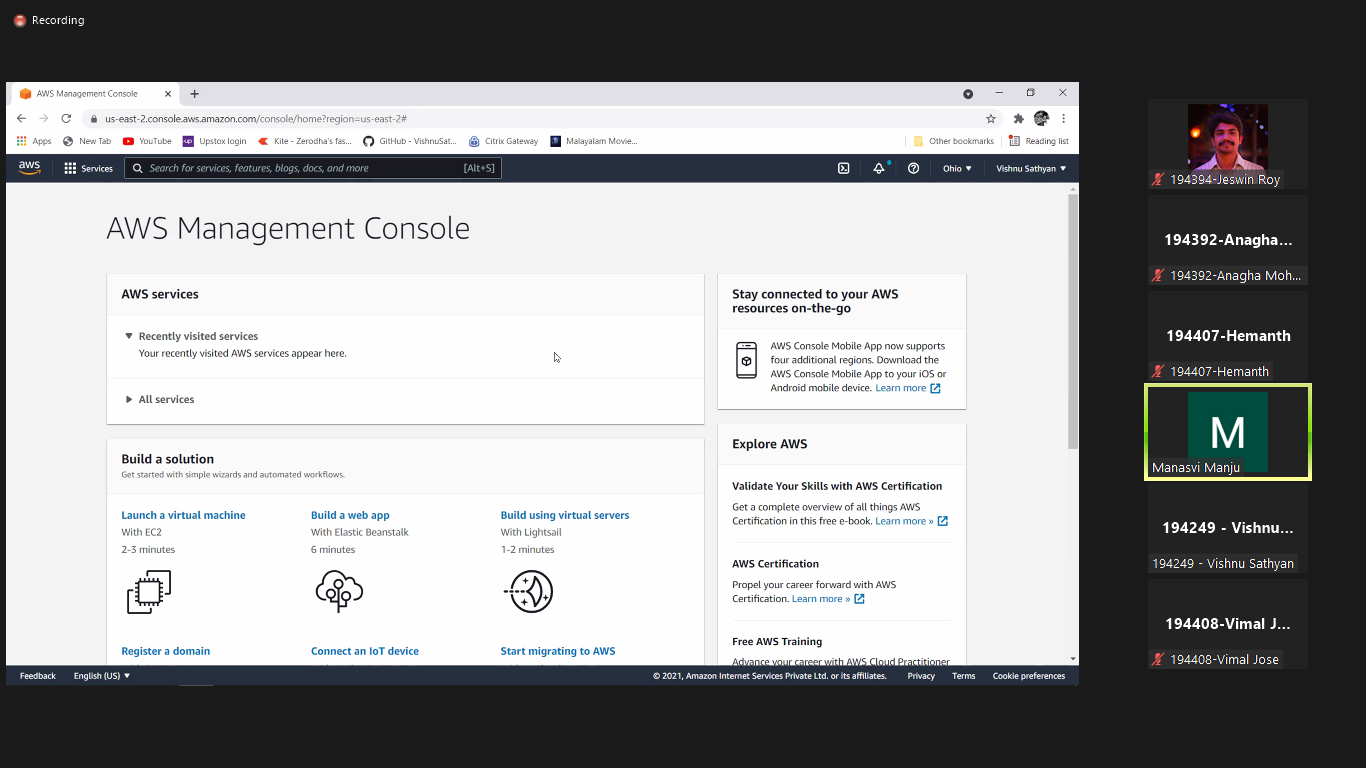 Recording
AWS Management Console
us-east-2.console.aws.amazon.com/console/home?region=us-east-2#
Apps New Tab YouTube up Upstox login Kite - Zerodha's fas... GitHub - VishnuSat... Citrix Gateway Malayalam Movie... Other bookmarks Reading list
aws Services Search for services, features, blogs, docs, and more [Alt+S] Ohio Vishnu Sathyan
AWS Management Console
AWS services
Recently visited services
Your recently visited AWS services appear here.
All services
Build a solution
Get started with simple wizards and automated workflows.
Launch a virtual machine
With EC2
2-3 minutes
Build a web app
With Elastic Beanstalk
6 minutes
Build using virtual servers
With Lightsail
1-2 minutes
Register a domain
Connect an IoT device
Start migrating to AWS
Stay connected to your AWS
resources on-the-go
AWS Console Mobile App now supports
four additional regions. Download the
AWS Console Mobile App to your iOS or
Android mobile device. Learn more
Explore AWS
Validate Your Skills with AWS Certification
Get a complete overview of all things AWS
Certification in this free e-book. Learn more »
AWS Certification
Propel your career forward with AWS
Certification. Learn more »
Free AWS Training
Advance your career with AWS Cloud Practitioner
Feedback English (US) © 2021, Amazon Internet Services Private Ltd. or its affiliates. Privacy Terms Cookie preferences
194394-Jeswin Roy
194392-Anagha...
194392-Anagha Moh...
194407-Hemanth
194407-Hemanth
M
Manasvi Manju
194249 - Vishnu...
194249 - Vishnu Sathyan
194408-Vimal J...
194408-Vimal Jose